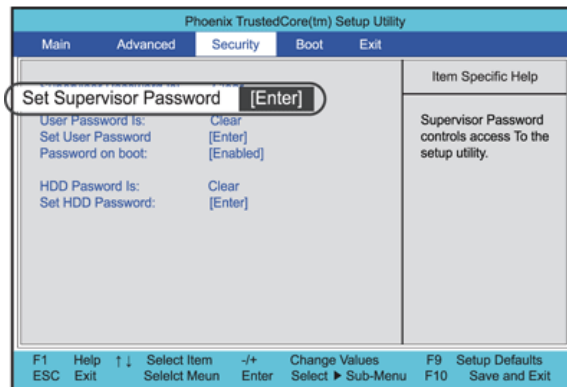 Phoenix TrustedCore(tm) Setup Utility
Main Advanced Security Boot Exit
Item Specific Help
Set Supervisor Password [Enter]
User Password Is: Clear
Set User Password [Enter]
Password on boot: [Enabled]
HDD Pasword Is: Clear
Set HDD Password: [Enter]
Supervisor Password
controls access To the
setup utility.
F1 Help ↑↓ Select Item -/+ Change Values F9 Setup Defaults
ESC Exit Selelct Meun Enter Select ▶ Sub-Menu F10 Save and Exit